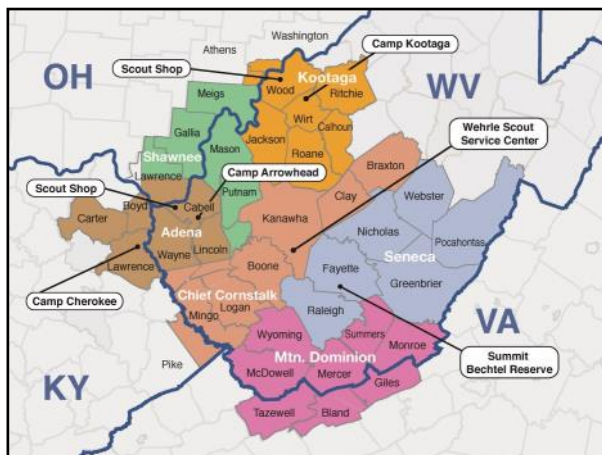 Washington
Athens
Camp Kootaga
OH
Scout Shop
Kootaga
WV
Wood
Ritchie
Meigs
Wirt
Wehrle Scout
Service Center
Gallia
Jackson
Calhoun
Mason
Roane
Shawnee
Braxton
Lawrence
Camp Arrowhead
Scout Shop
Putnam
Clay
Webster
Boyd
Cabell
Carter
Kanawha
Nicholas
Adena
Pocahontas
Lincoln
Seneca
Lawrence
Wayne
Boone
Fayette
Greenbrier
Camp Cherokee
Chief Cornstalk
Raleigh
Logan
Mingo
VA
Wyoming
Summers
Monroe
Pike
Mtn. Dominion
Summit
Bechtel Reserve
KY
McDowell
Mercer
Giles
Tazewell
Bland